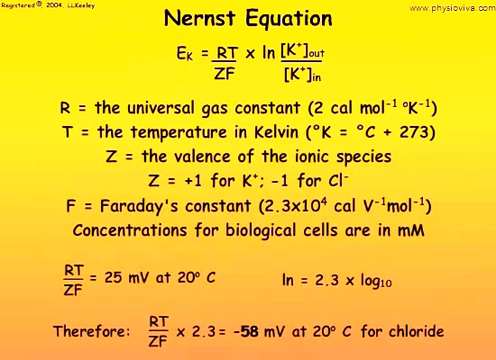 Registered ©, 2004, LLKeeley
www.physioviva.com
Nernst Equation
Eₖ = RT/ZF x ln [K⁺]out/[K⁺]in
R = the universal gas constant (2 cal mol⁻¹ °K⁻¹)
T = the temperature in Kelvin (°K = °C + 273)
Z = the valence of the ionic species
Z = +1 for K⁺; -1 for Cl⁻
F = Faraday's constant (2.3x10⁴ cal V⁻¹mol⁻¹)
Concentrations for biological cells are in mM
RT/ZF = 25 mV at 20° C
ln = 2.3 x log₁₀
Therefore: RT/ZF x 2.3 = -58 mV at 20° C for chloride